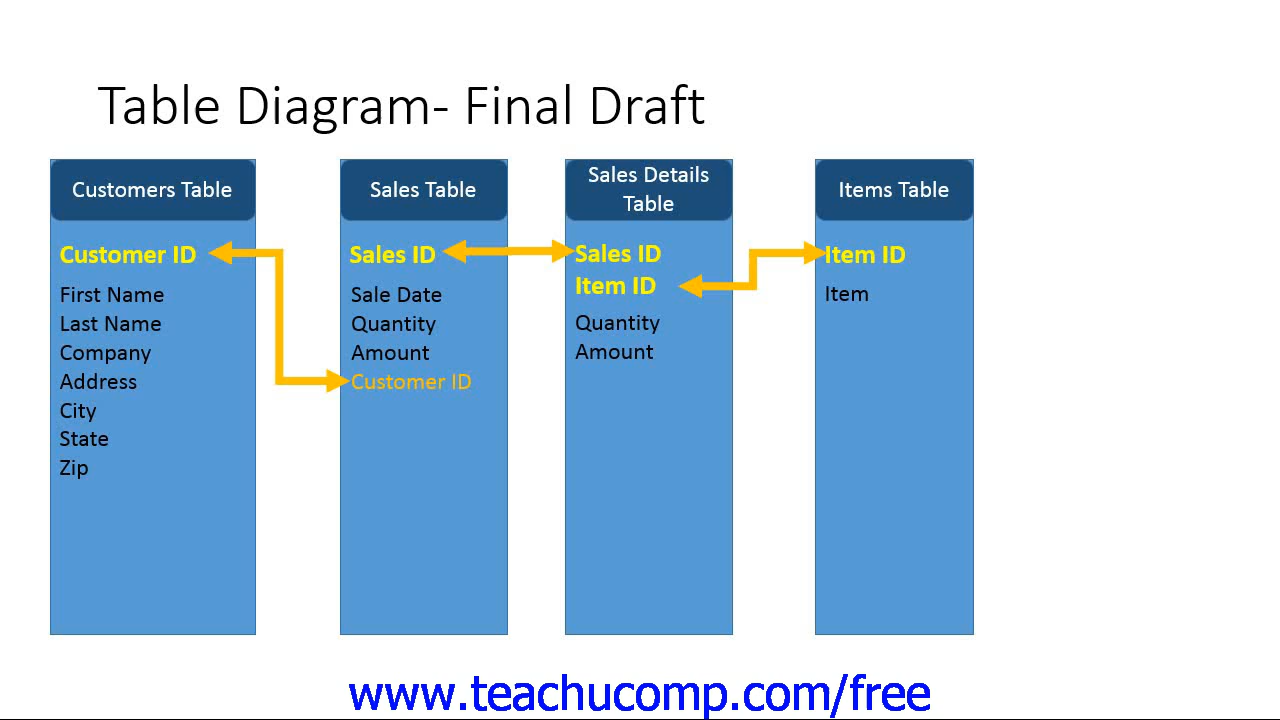 Table Diagram- Final Draft
Customers Table
Customer ID
First Name
Last Name
Company
Address
City
State
Zip
Sales Table
Sales ID
Sale Date
Quantity
Amount
Customer ID
Sales Details
Table
Sales ID
Item ID
Quantity
Amount
Items Table
Item ID
Item
www.teachucomp.com/free